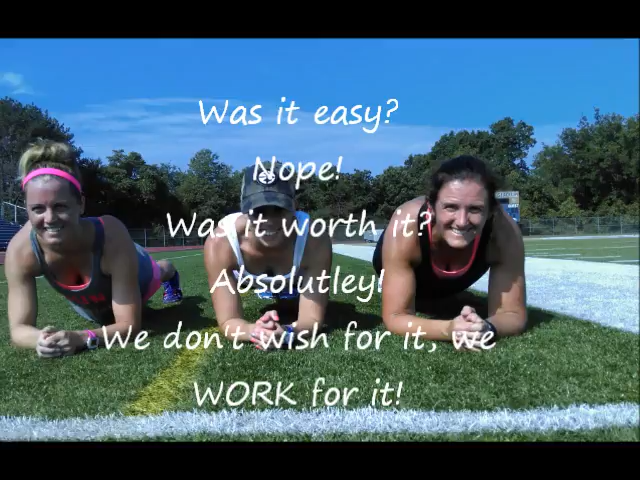 Was it easy?
Nope!
Was it worth it?
Absolutley!
We don't wish for it, we
WORK for it!